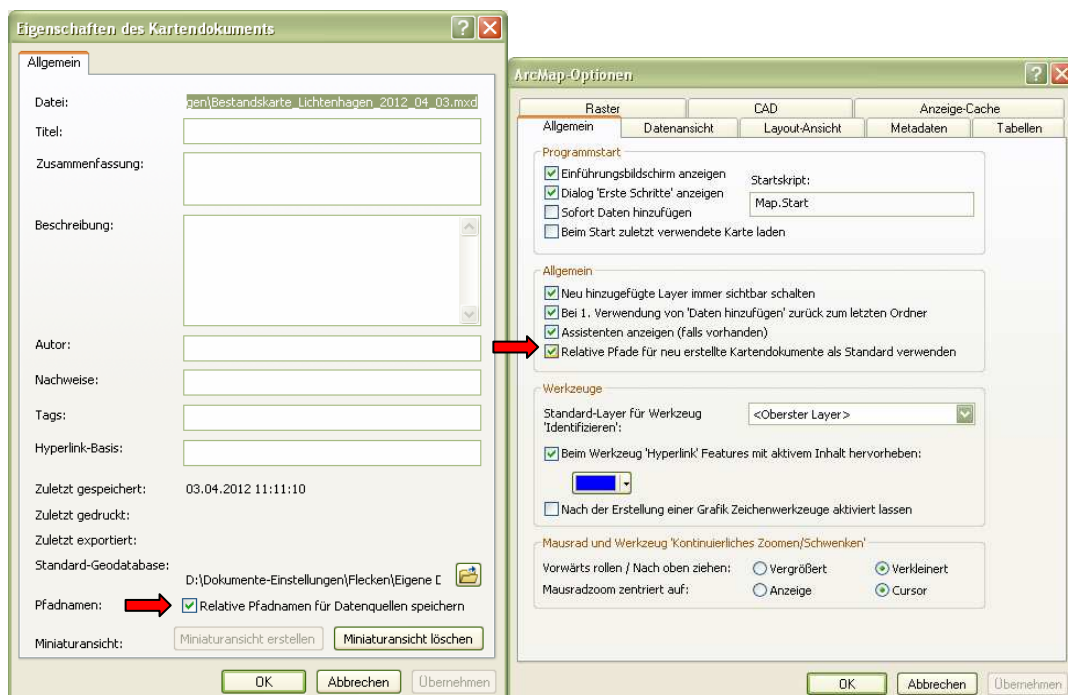 Eigenschaften des Kartendokuments
Allgemein
Datei: gen\Bestandskarte_Lichtenhagen_2012_04_03.mxd
Titel:
Zusammenfassung:
Beschreibung:
Autor:
Nachweise:
Tags:
Hyperlink-Basis:
Zuletzt gespeichert: 03.04.2012 11:11:10
Zuletzt gedruckt:
Zuletzt exportiert:
Standard-Geodatabase:
D:\Dokumente-Einstellungen\Flecken\Eigene D
Pfadnamen: Relative Pfadnamen für Datenquellen speichern
Miniaturansicht: Miniaturansicht erstellen Miniaturansicht löschen
OK Abbrechen Übernehmen
ArcMap-Optionen
Raster CAD Anzeige-Cache
Allgemein Datenansicht Layout-Ansicht Metadaten Tabellen
Programmstart
Einführungsbildschirm anzeigen
Startskript:
Dialog 'Erste Schritte' anzeigen
Map.Start
Sofort Daten hinzufügen
Beim Start zuletzt verwendete Karte laden
Allgemein
Neu hinzugefügte Layer immer sichtbar schalten
Bei 1. Verwendung von 'Daten hinzufügen' zurück zum letzten Ordner
Assistenten anzeigen (falls vorhanden)
Relative Pfade für neu erstellte Kartendokumente als Standard verwenden
Werkzeuge
Standard-Layer für Werkzeug
'Identifizieren':
<Oberster Layer>
Beim Werkzeug 'Hyperlink' Features mit aktivem Inhalt hervorheben:
Nach der Erstellung einer Grafik Zeichenwerkzeuge aktiviert lassen
Mausrad und Werkzeug 'Kontinuierliches Zoomen/Schwenken'
Vorwärts rollen / Nach oben ziehen: Vergrößert Verkleinert
Mausradzoom zentriert auf: Anzeige Cursor
OK Abbrechen Übernehmen